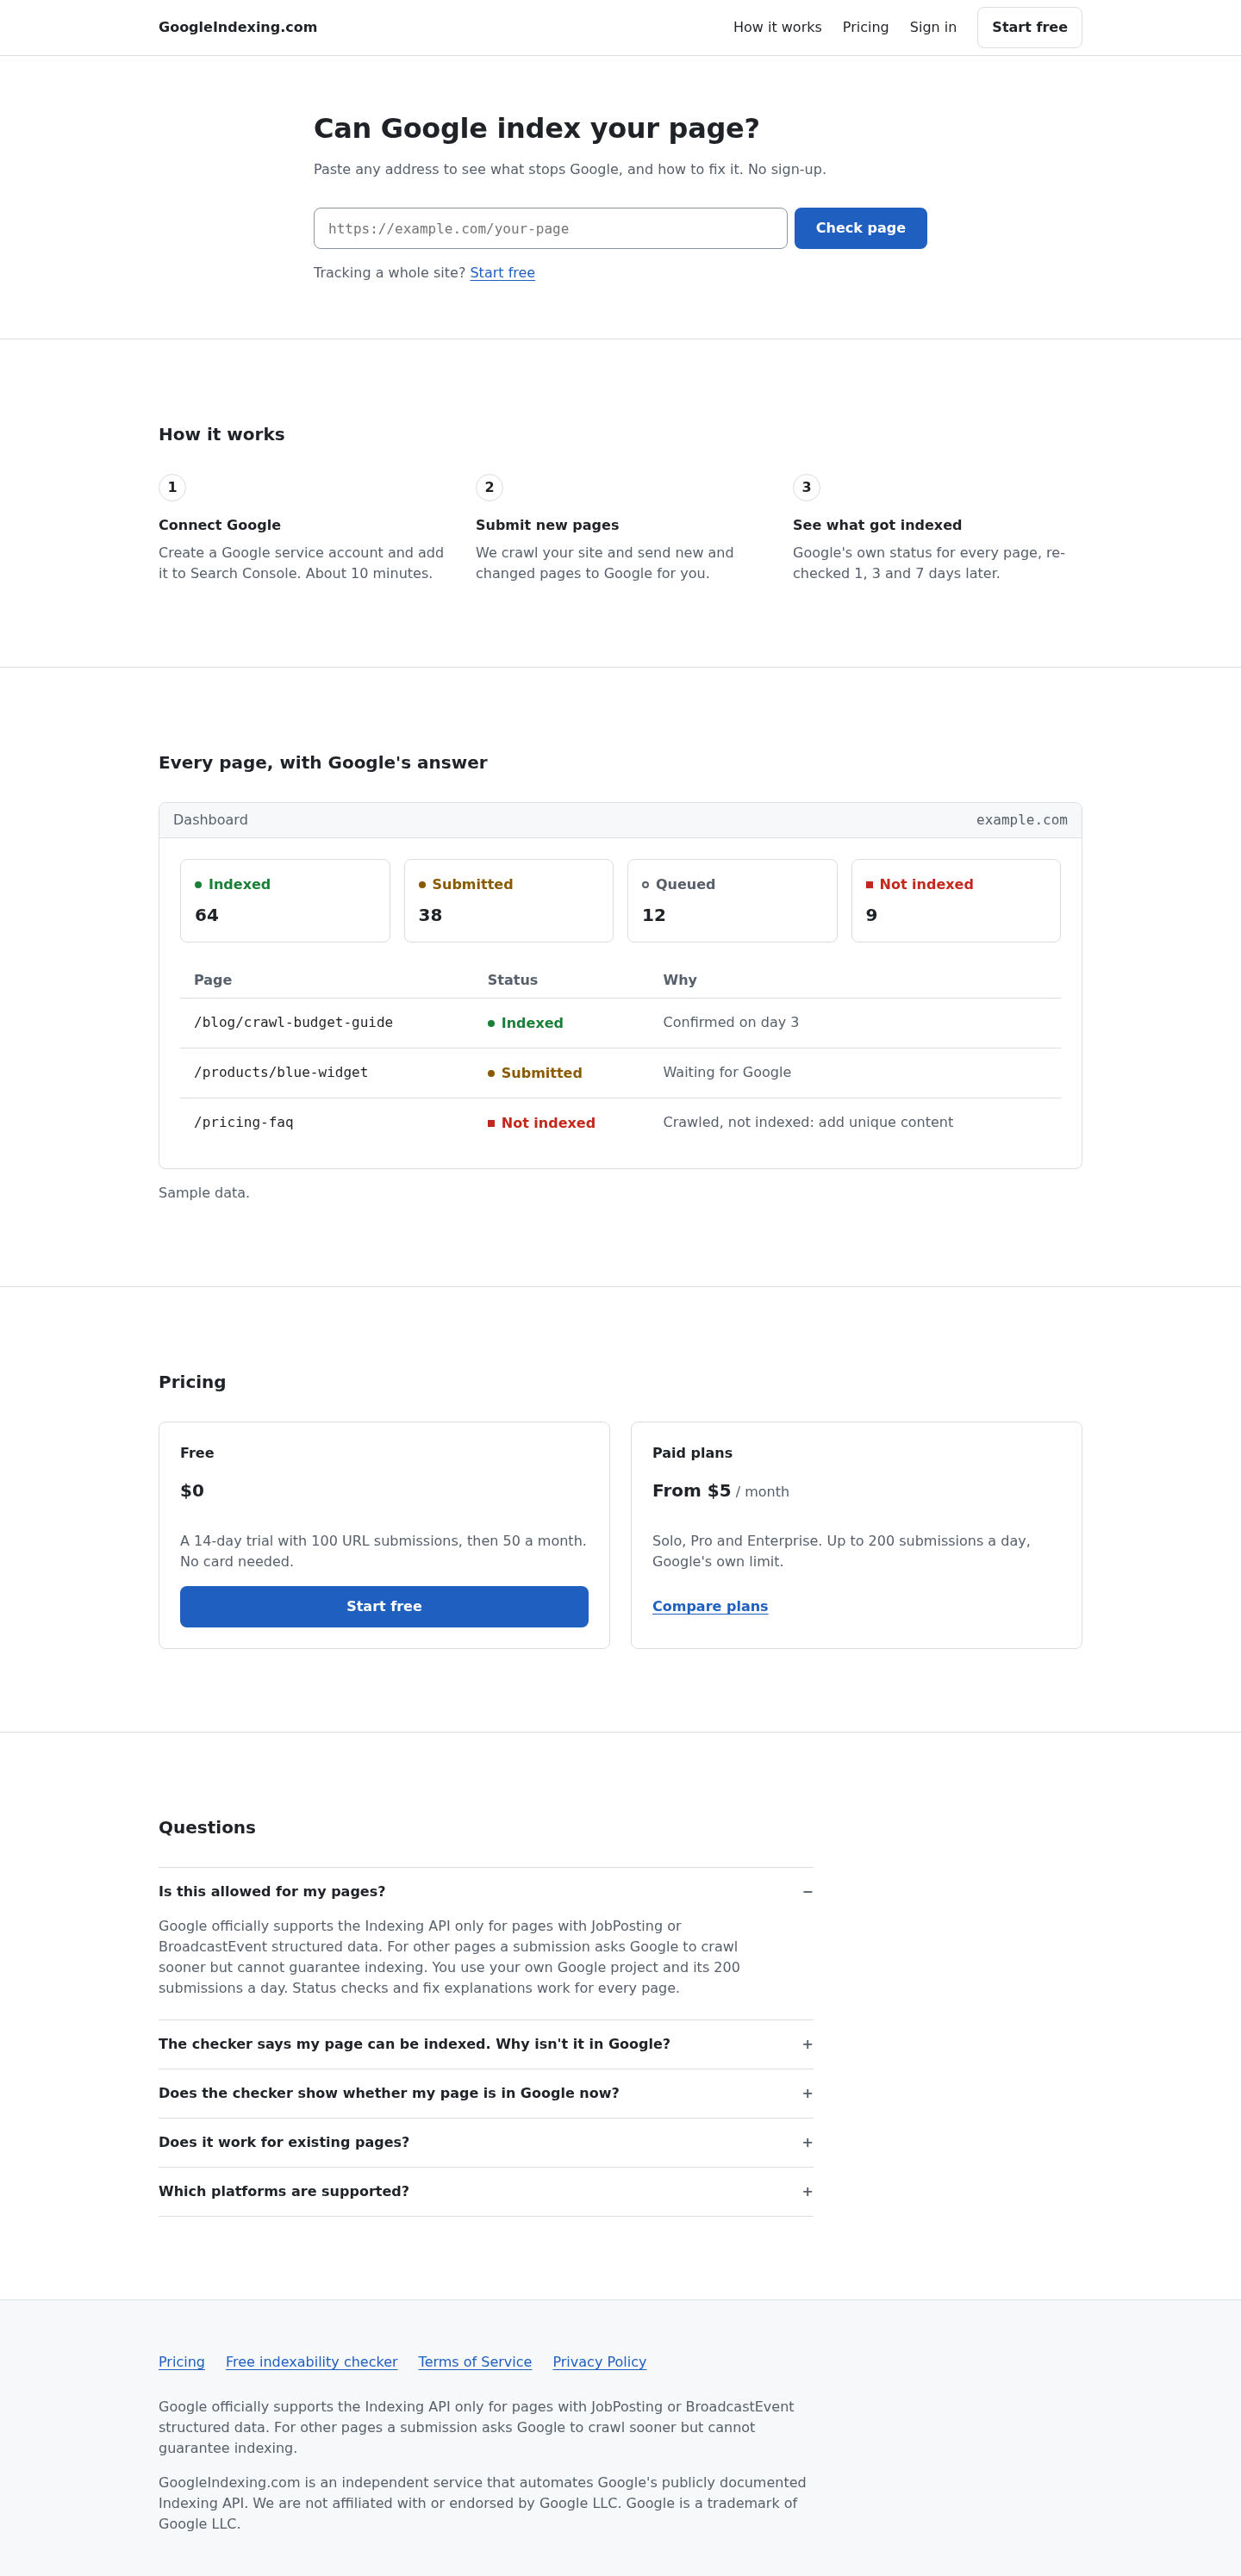 GoogleIndexing.com
How it works
Pricing
Sign in
Start free
Can Google index your page?
Paste any address to see what stops Google, and how to fix it. No sign-up.
https://example.com/your-page
Check page
Tracking a whole site? Start free
How it works
1
Connect Google
Create a Google service account and add
it to Search Console. About 10 minutes.
2
Submit new pages
We crawl your site and send new and
changed pages to Google for you.
3
See what got indexed
Google's own status for every page, re-
checked 1, 3 and 7 days later.
Every page, with Google's answer
Dashboard
example.com
Indexed
64
Submitted
38
Queued
12
Not indexed
9
Page Status Why
/blog/crawl-budget-guide Indexed Confirmed on day 3
/products/blue-widget Submitted Waiting for Google
/pricing-faq Not indexed Crawled, not indexed: add unique content
Sample data.
Pricing
Free
$0
A 14-day trial with 100 URL submissions, then 50 a month.
No card needed.
Start free
Paid plans
From $5 / month
Solo, Pro and Enterprise. Up to 200 submissions a day,
Google's own limit.
Compare plans
Questions
Is this allowed for my pages? −
Google officially supports the Indexing API only for pages with JobPosting or
BroadcastEvent structured data. For other pages a submission asks Google to crawl
sooner but cannot guarantee indexing. You use your own Google project and its 200
submissions a day. Status checks and fix explanations work for every page.
The checker says my page can be indexed. Why isn't it in Google? +
Does the checker show whether my page is in Google now? +
Does it work for existing pages? +
Which platforms are supported? +
Pricing
Free indexability checker
Terms of Service
Privacy Policy
Google officially supports the Indexing API only for pages with JobPosting or BroadcastEvent
structured data. For other pages a submission asks Google to crawl sooner but cannot
guarantee indexing.
GoogleIndexing.com is an independent service that automates Google's publicly documented
Indexing API. We are not affiliated with or endorsed by Google LLC. Google is a trademark of
Google LLC.